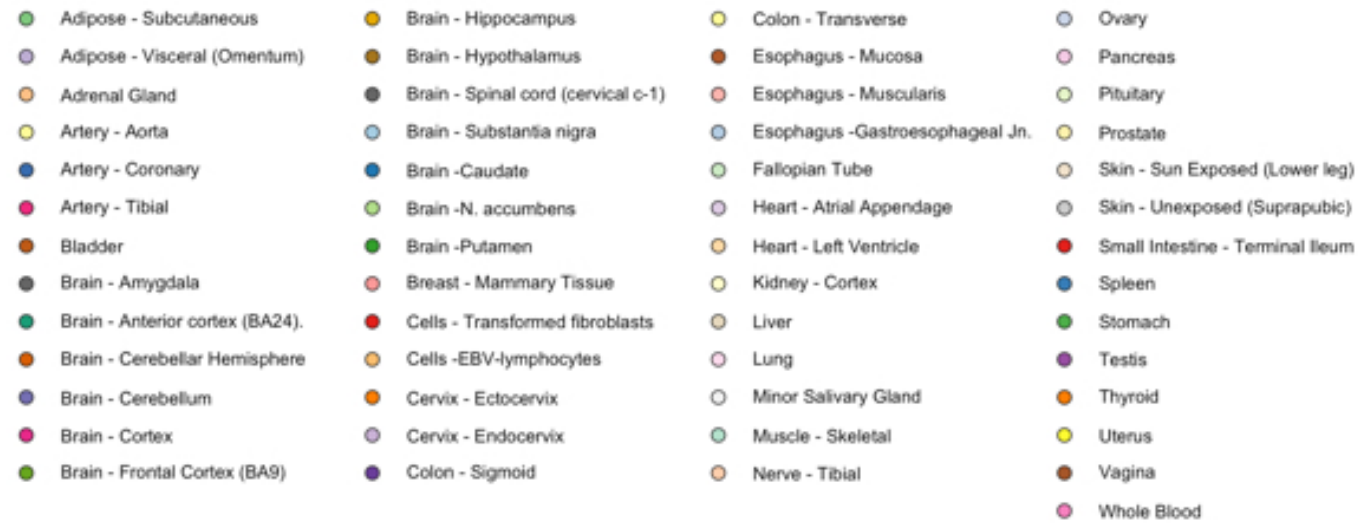 Adipose - Subcutaneous
Adipose - Visceral (Omentum)
Adrenal Gland
Artery - Aorta
Artery - Coronary
Artery - Tibial
Bladder
Brain - Amygdala
Brain - Anterior cortex (BA24).
Brain - Cerebellar Hemisphere
Brain - Cerebellum
Brain - Cortex
Brain - Frontal Cortex (BA9)
Brain - Hippocampus
Brain - Hypothalamus
Brain - Spinal cord (cervical c-1)
Brain - Substantia nigra
Brain -Caudate
Brain -N. accumbens
Brain -Putamen
Breast - Mammary Tissue
Cells - Transformed fibroblasts
Cells -EBV-lymphocytes
Cervix - Ectocervix
Cervix - Endocervix
Colon - Sigmoid
Colon - Transverse
Esophagus - Mucosa
Esophagus - Muscularis
Esophagus -Gastroesophageal Jn.
Fallopian Tube
Heart - Atrial Appendage
Heart - Left Ventricle
Kidney - Cortex
Liver
Lung
Minor Salivary Gland
Muscle - Skeletal
Nerve - Tibial
Ovary
Pancreas
Pituitary
Prostate
Skin - Sun Exposed (Lower leg)
Skin - Unexposed (Suprapubic)
Small Intestine - Terminal Ileum
Spleen
Stomach
Testis
Thyroid
Uterus
Vagina
Whole Blood